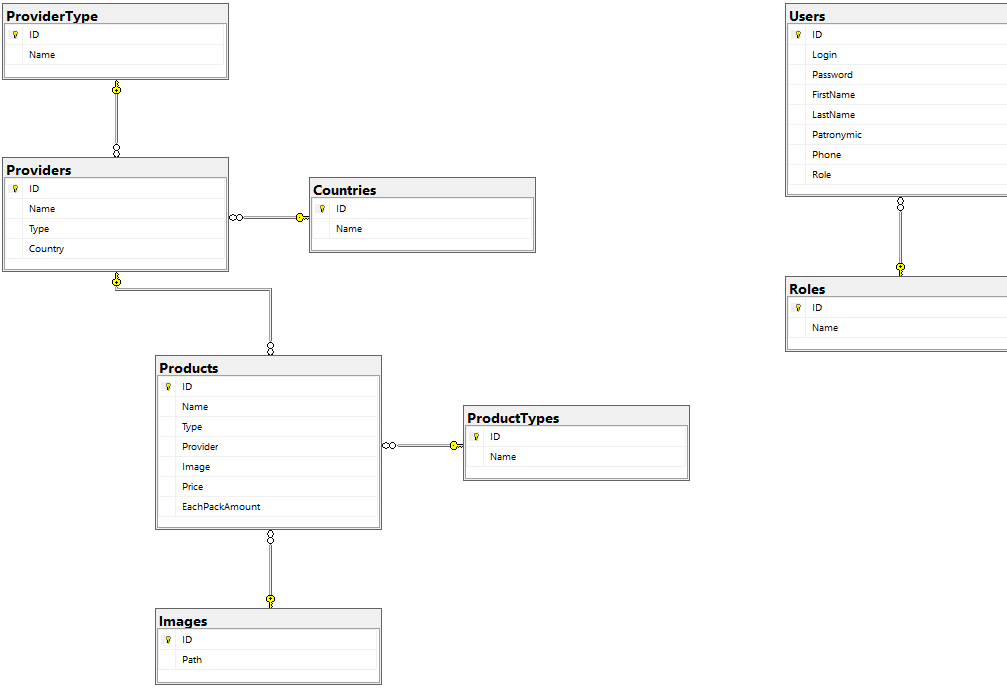 ProviderType
ID
Name
Providers
ID
Name
Type
Country
Countries
ID
Name
Products
ID
Name
Type
Provider
Image
Price
EachPackAmount
ProductTypes
ID
Name
Images
ID
Path
Users
ID
Login
Password
FirstName
LastName
Patronymic
Phone
Role
Roles
ID
Name